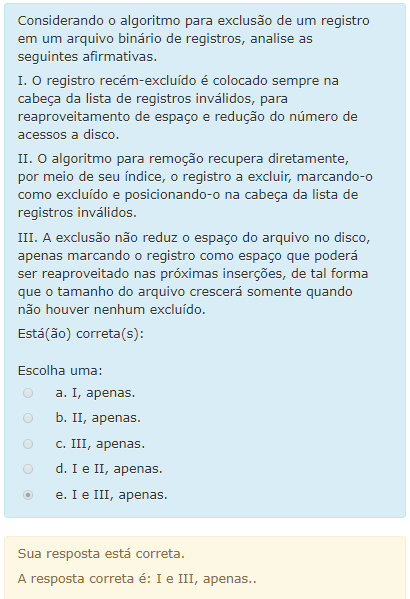 Considerando o algoritmo para exclusão de um registro
em um arquivo binário de registros, analise as
seguintes afirmativas.
I. O registro recém-excluído é colocado sempre na
cabeça da lista de registros inválidos, para
reaproveitamento de espaço e redução do número de
acessos a disco.
II. O algoritmo para remoção recupera diretamente,
por meio de seu índice, o registro a excluir, marcando-o
como excluído e posicionando-o na cabeça da lista de
registros inválidos.
III. A exclusão não reduz o espaço do arquivo no disco,
apenas marcando o registro como espaço que poderá
ser reaproveitado nas próximas inserções, de tal forma
que o tamanho do arquivo crescerá somente quando
não houver nenhum excluído.
Está(ão) correta(s):
Escolha uma:
a. I, apenas.
b. II, apenas.
c. III, apenas.
d. I e II, apenas.
e. I e III, apenas.
Sua resposta está correta.
A resposta correta é: I e III, apenas..